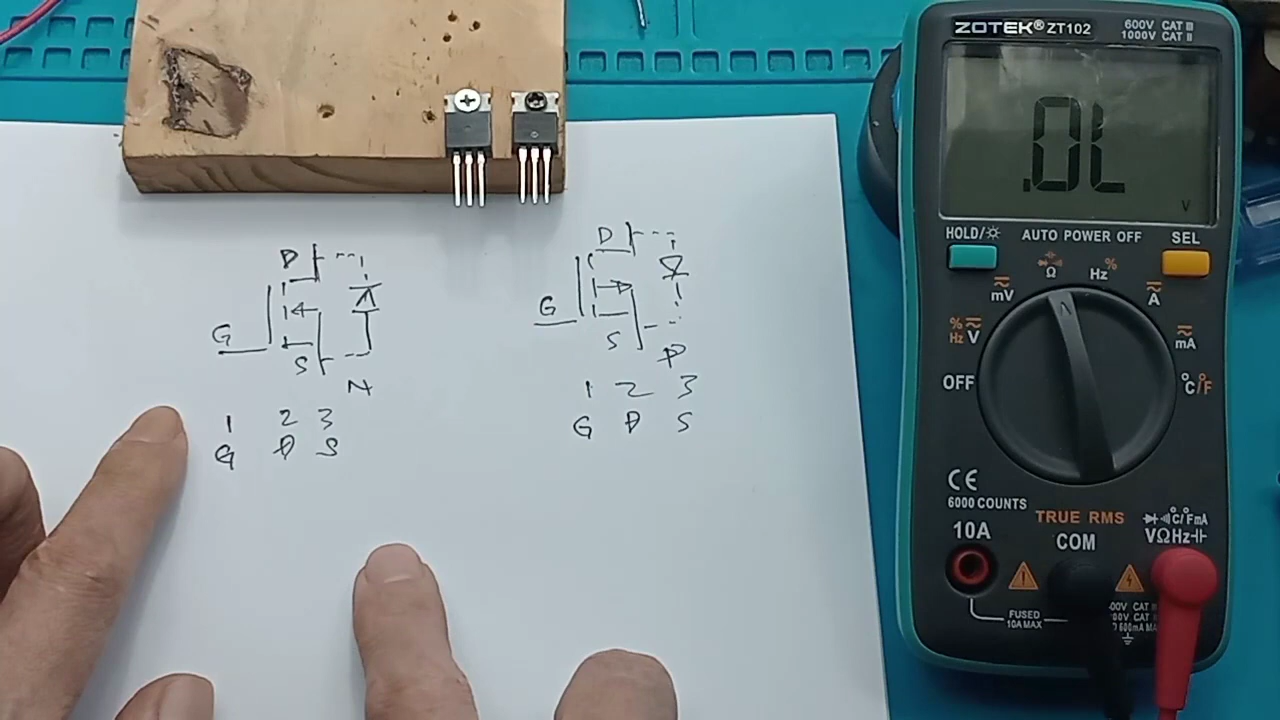 ZOTEK® ZT102
600V CAT III
1000V CAT II
.0L
V
HOLD/
AUTO POWER OFF
SEL
Ω
Hz
mV
A
% Hz V
mA
OFF
°C/°F
CE
6000 COUNTS
TRUE RMS
10A
COM
°C/°F mA
VΩHz
FUSED
10A MAX
D
G
S
N
1 2 3
G D S
D
G
S
P
1 2 3
G D S